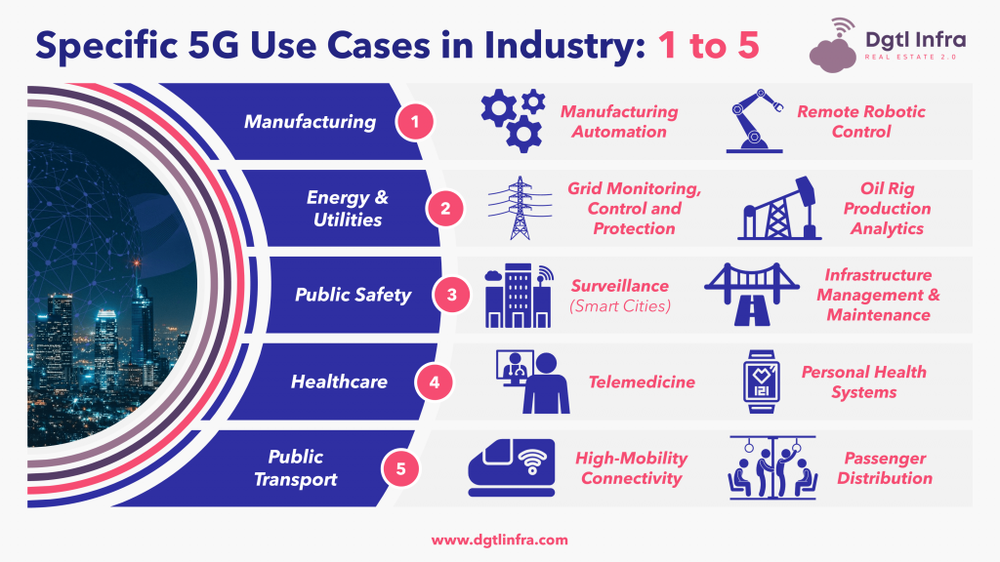 Specific 5G Use Cases in Industry: 1 to 5
Dgtl Infra
REAL ESTATE 2.0
Manufacturing
1
Manufacturing
Automation
Remote Robotic
Control
Energy &
Utilities
2
Grid Monitoring,
Control and
Protection
Oil Rig
Production
Analytics
Public Safety
3
Surveillance
(Smart Cities)
Infrastructure
Management &
Maintenance
Healthcare
4
Telemedicine
121
Personal Health
Systems
Public
Transport
5
High-Mobility
Connectivity
Passenger
Distribution
www.dgtlinfra.com